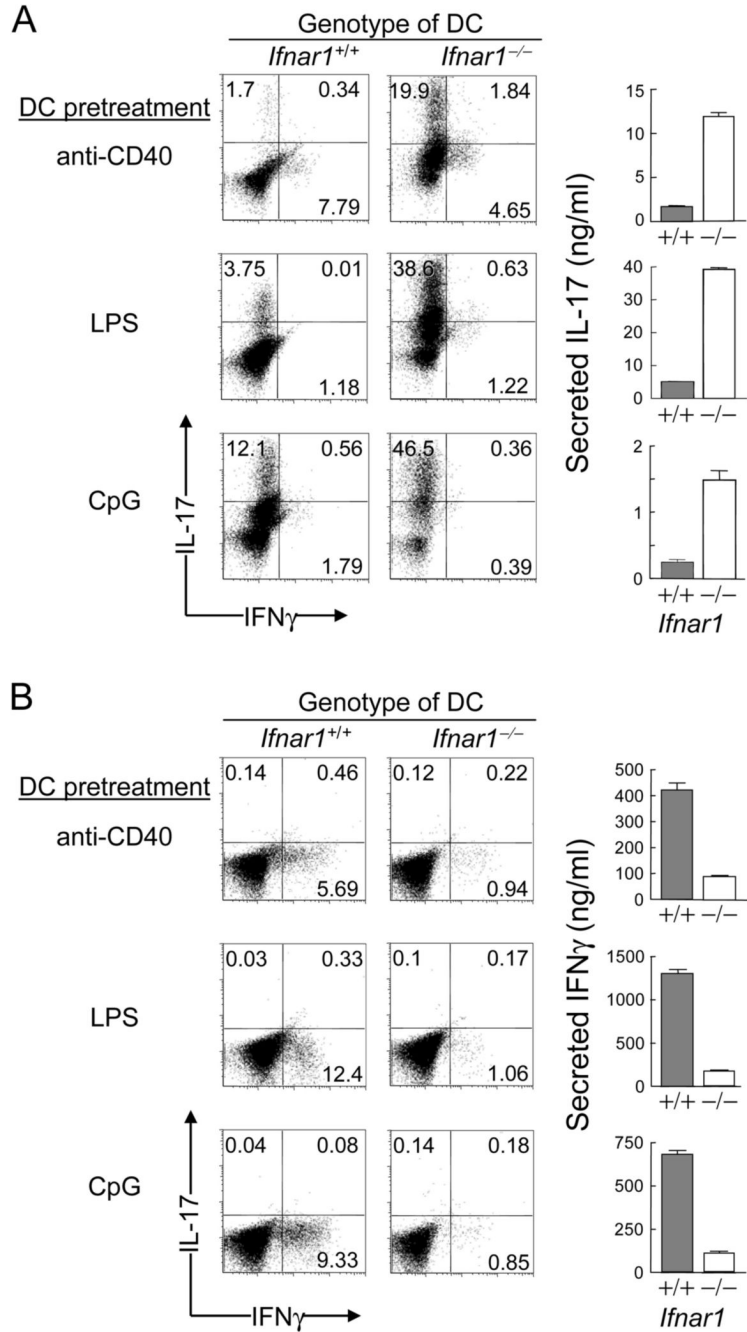 A
Genotype of DC
Ifnar1+/+ Ifnar1−/−
DC pretreatment
anti-CD40
1.7 0.34
7.79
19.9 1.84
4.65
LPS
3.75 0.01
1.18
38.6 0.63
1.22
CpG
12.1 0.56
1.79
46.5 0.36
0.39
IL-17
IFNγ
Secreted IL-17 (ng/ml)
15
10
5
0
+/+ −/−
40
30
20
10
0
+/+ −/−
2
1
0
+/+ −/−
Ifnar1
B
Genotype of DC
Ifnar1+/+ Ifnar1−/−
DC pretreatment
anti-CD40
0.14 0.46
5.69
0.12 0.22
0.94
LPS
0.03 0.33
12.4
0.1 0.17
1.06
CpG
0.04 0.08
9.33
0.14 0.18
0.85
IL-17
IFNγ
Secreted IFNγ (ng/ml)
500
400
300
200
100
0
+/+ −/−
1500
1000
500
0
+/+ −/−
750
500
250
0
+/+ −/−
Ifnar1